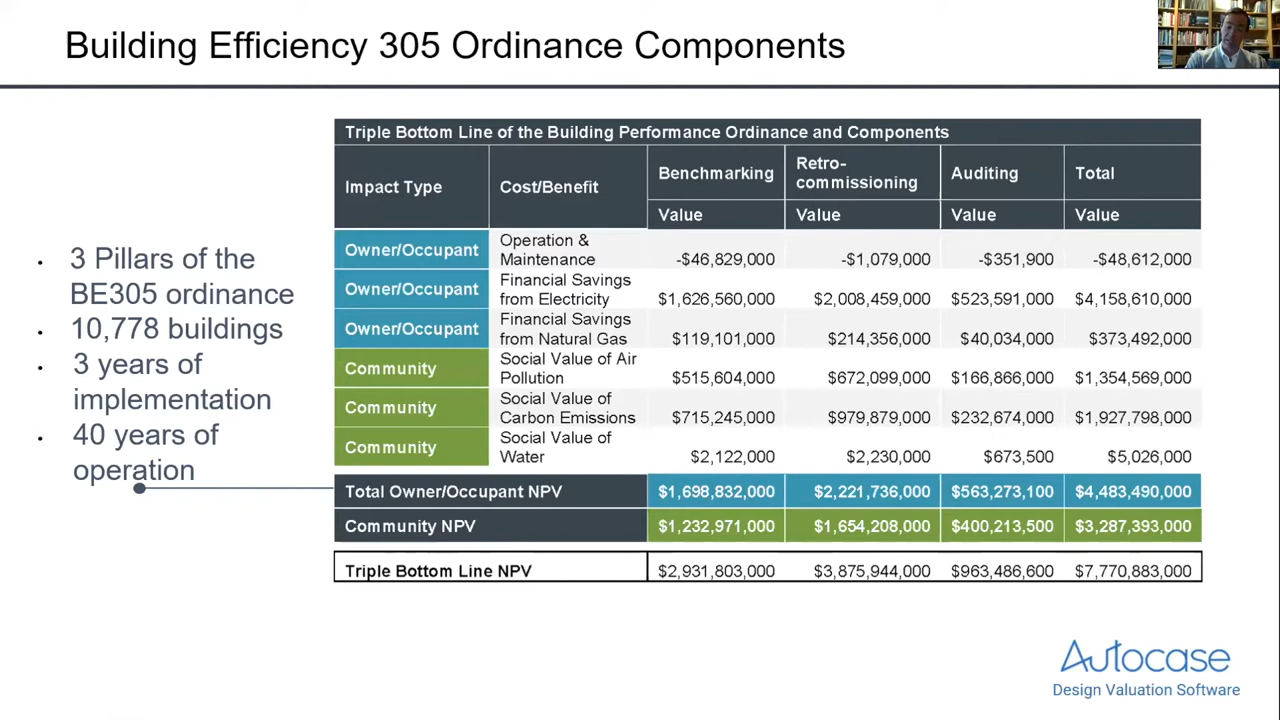 Building Efficiency 305 Ordinance Components
• 3 Pillars of the
BE305 ordinance
• 10,778 buildings
• 3 years of
implementation
• 40 years of
operation
Triple Bottom Line of the Building Performance Ordinance and Components
Impact Type Cost/Benefit Benchmarking Retro-
commissioning Auditing Total
Value Value Value Value
Owner/Occupant Operation &
Maintenance -$46,829,000 -$1,079,000 -$351,900 -$48,612,000
Owner/Occupant Financial Savings
from Electricity $1,626,560,000 $2,008,459,000 $523,591,000 $4,158,610,000
Owner/Occupant Financial Savings
from Natural Gas $119,101,000 $214,356,000 $40,034,000 $373,492,000
Community Social Value of Air
Pollution $515,604,000 $672,099,000 $166,866,000 $1,354,569,000
Community Social Value of
Carbon Emissions $715,245,000 $979,879,000 $232,674,000 $1,927,798,000
Community Social Value of
Water $2,122,000 $2,230,000 $673,500 $5,026,000
Total Owner/Occupant NPV $1,698,832,000 $2,221,736,000 $563,273,100 $4,483,490,000
Community NPV $1,232,971,000 $1,654,208,000 $400,213,500 $3,287,393,000
Triple Bottom Line NPV $2,931,803,000 $3,875,944,000 $963,486,600 $7,770,883,000
Autocase
Design Valuation Software